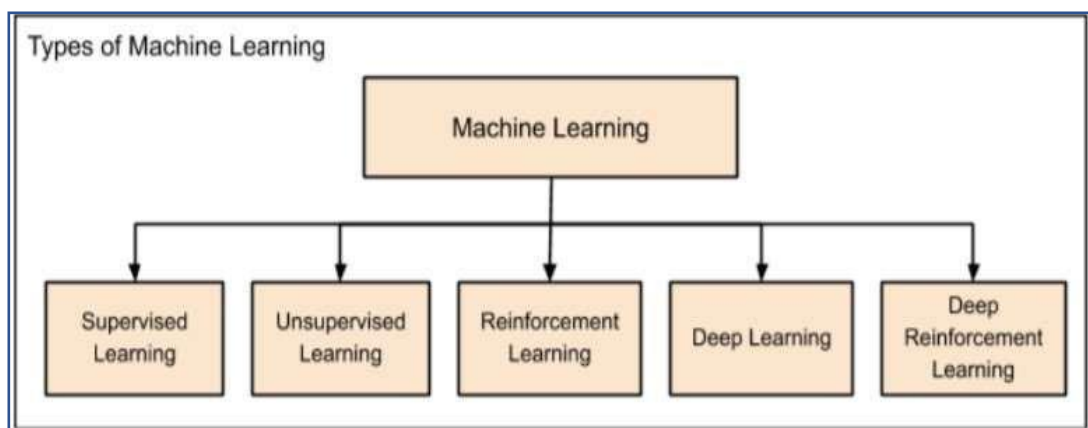 Types of Machine Learning
Machine Learning
Supervised
Learning
Unsupervised
Learning
Reinforcement
Learning
Deep Learning
Deep
Reinforcement
Learning